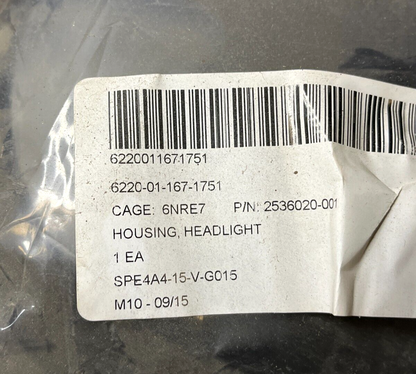 6220011671751
6220-01-167-1751
CAGE: 6NRE7 P/N: 2536020-001
HOUSING, HEADLIGHT
1 EA
SPE4A4-15-V-G015
M10 - 09/15